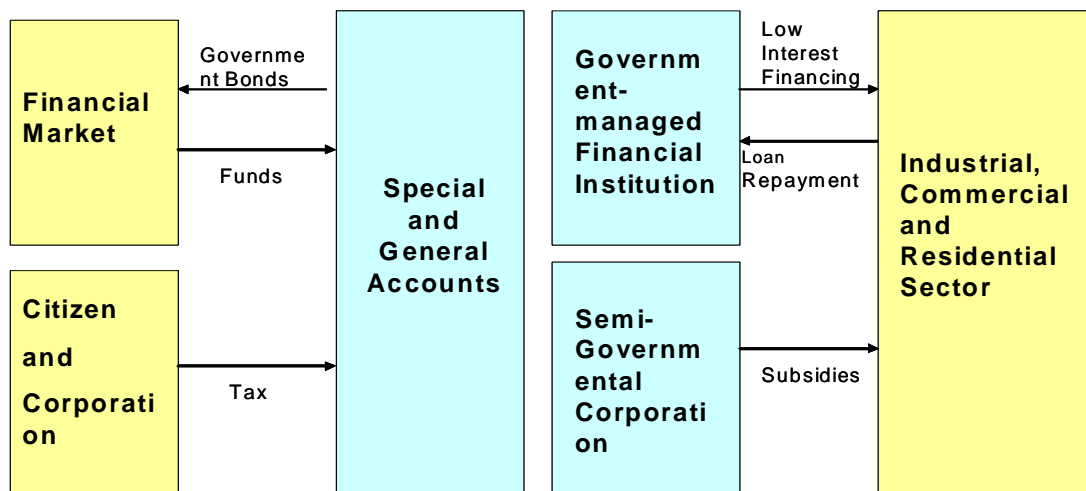 Financial
Market
Governme
nt Bonds
Funds
Citizen
and
Corporati
on
Tax
Special
and
General
Accounts
Governm
ent-
managed
Financial
Institution
Low
Interest
Financing
Loan
Repayment
Semi-
Governm
ental
Corporati
on
Subsidies
Industrial,
Commercial
and
Residential
Sector